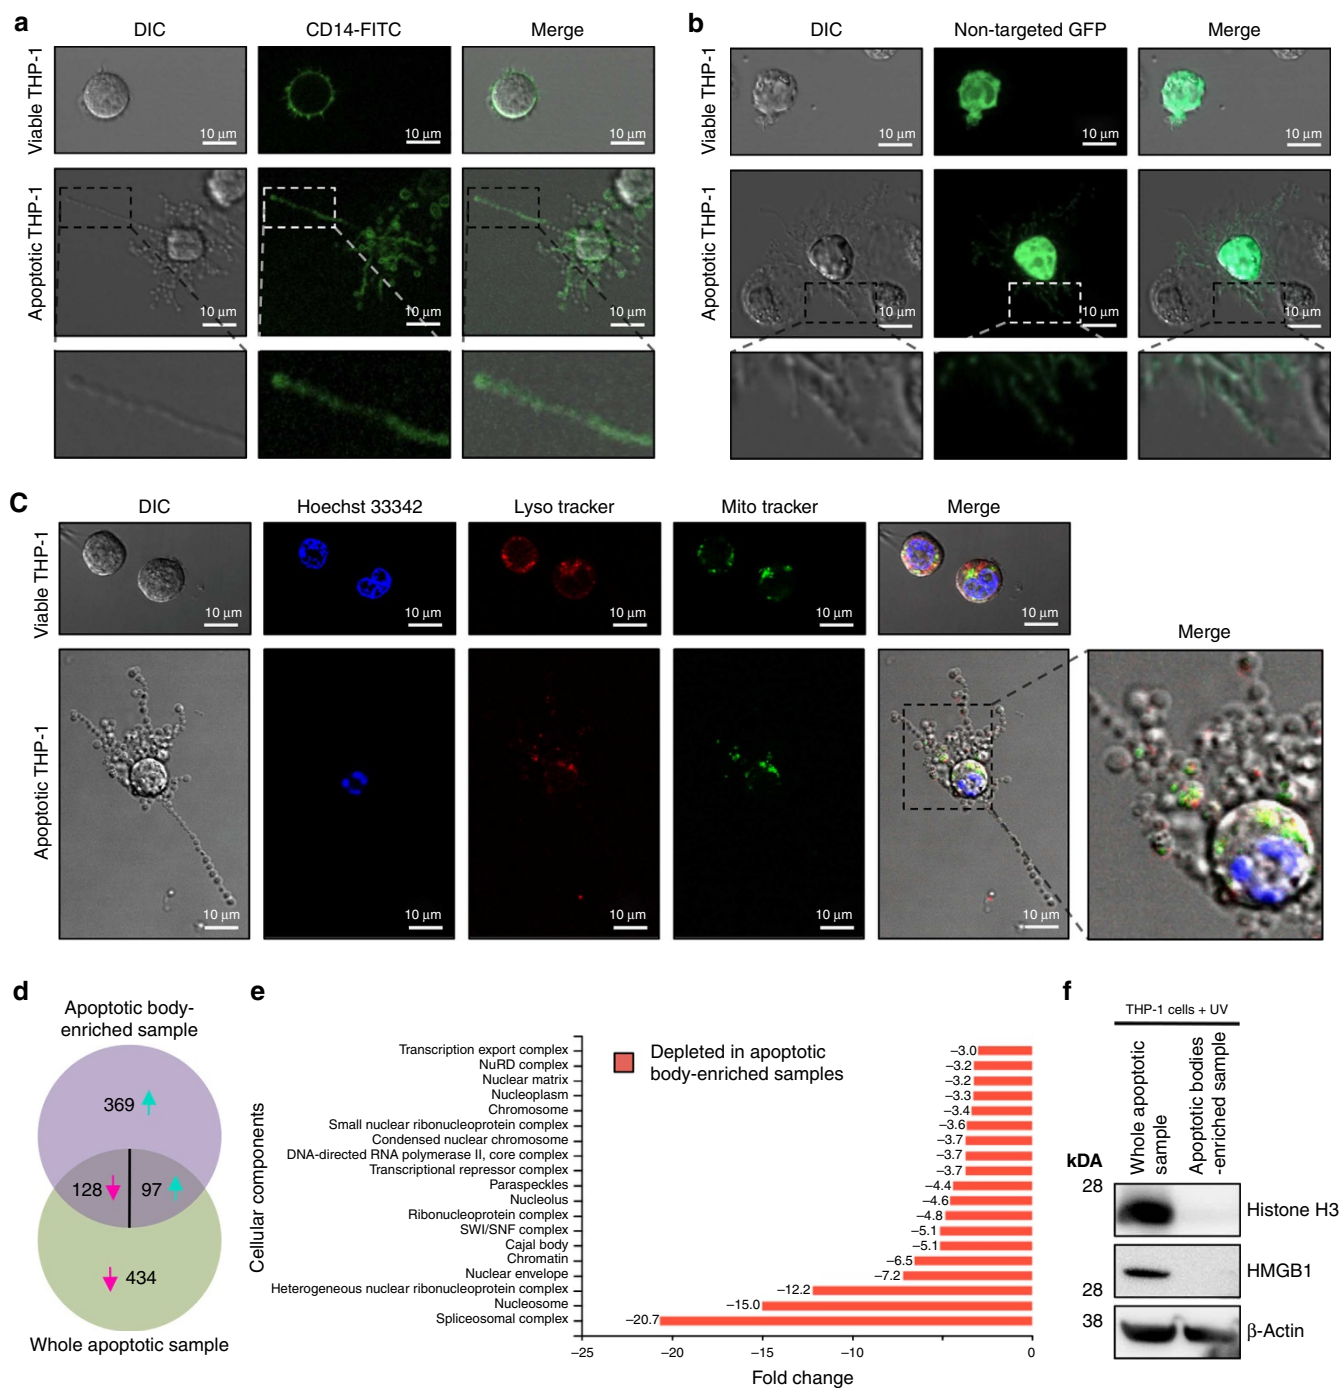 a
DIC CD14-FITC Merge
Viable THP-1
10 μm 10 μm 10 μm
Apoptotic THP-1
10 μm 10 μm 10 μm
b
DIC Non-targeted GFP Merge
Viable THP-1
10 μm 10 μm 10 μm
Apoptotic THP-1
10 μm 10 μm 10 μm
C
DIC Hoechst 33342 Lyso tracker Mito tracker Merge
Viable THP-1
10 μm 10 μm 10 μm 10 μm 10 μm
Merge
Apoptotic THP-1
10 μm 10 μm 10 μm 10 μm 10 μm
d
Apoptotic body-
enriched sample
369
128 97
434
Whole apoptotic sample
e
Cellular components
Depleted in apoptotic
body-enriched samples
Transcription export complex −3.0
NuRD complex −3.2
Nuclear matrix −3.2
Nucleoplasm −3.3
Chromosome −3.4
Small nuclear ribonucleoprotein complex −3.6
Condensed nuclear chromosome −3.7
DNA-directed RNA polymerase II, core complex −3.7
Transcriptional repressor complex −3.7
Paraspeckles −4.4
Nucleolus −4.6
Ribonucleoprotein complex −4.8
SWI/SNF complex −5.1
Cajal body −5.1
Chromatin −6.5
Nuclear envelope −7.2
Heterogeneous nuclear ribonucleoprotein complex −12.2
Nucleosome −15.0
Spliceosomal complex −20.7
−25 −20 −15 −10 0
Fold change
f
THP-1 cells + UV
Whole apoptotic
sample
Apoptotic bodies
-enriched sample
kDA
28
Histone H3
HMGB1
28
38
β-Actin